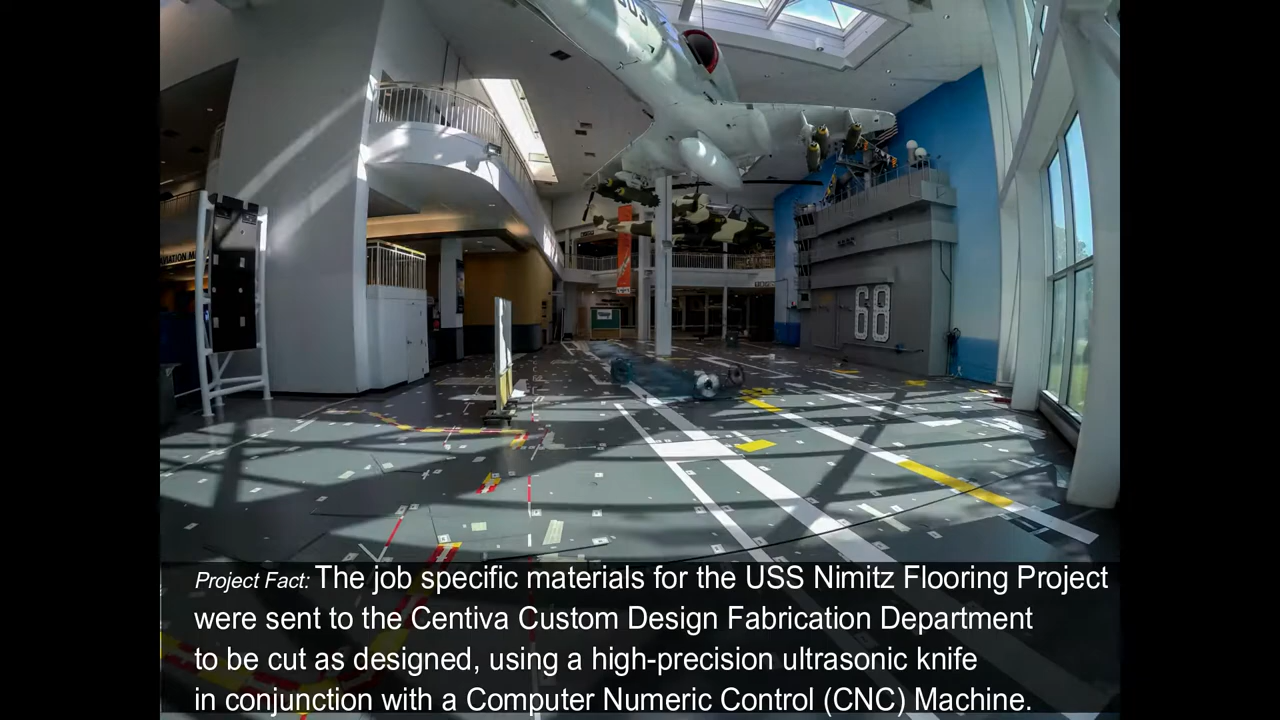 AVIATION M
68
Project Fact: The job specific materials for the USS Nimitz Flooring Project
were sent to the Centiva Custom Design Fabrication Department
to be cut as designed, using a high-precision ultrasonic knife
in conjunction with a Computer Numeric Control (CNC) Machine.